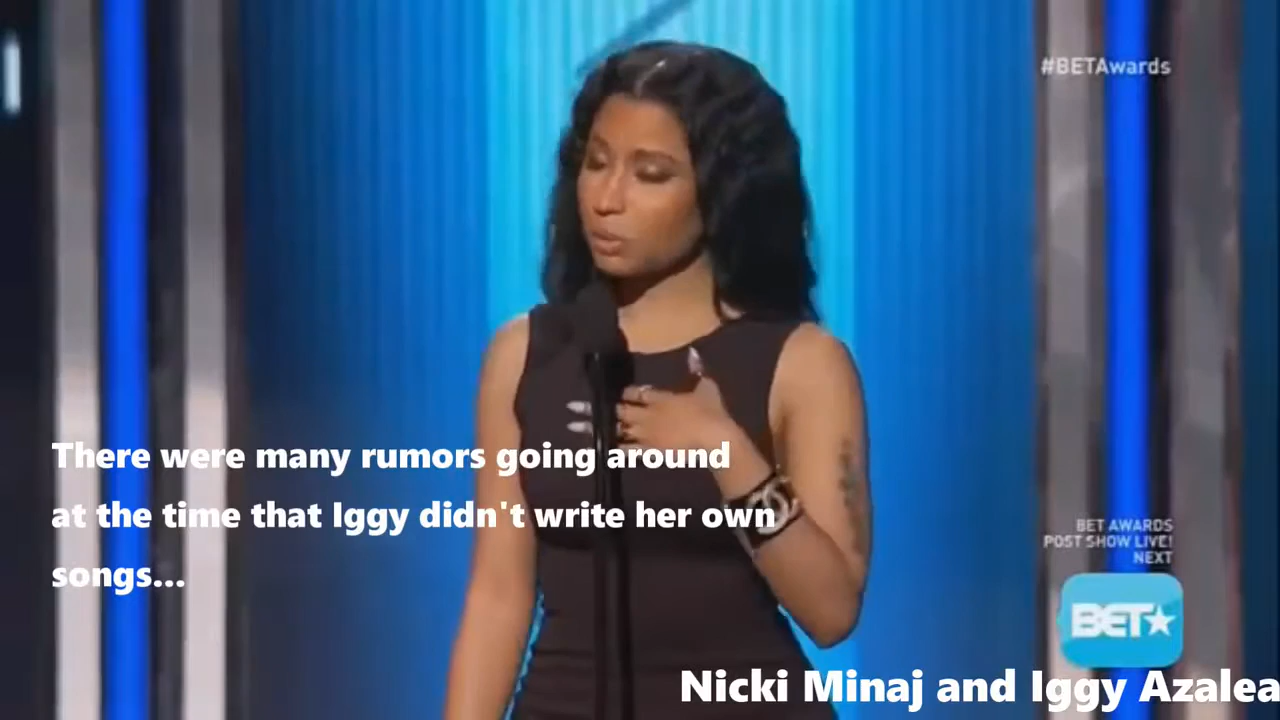 #BETAwards
There were many rumors going around
at the time that Iggy didn't write her own
songs...
BET AWARDS
POST SHOW LIVE!
NEXT
BET★
Nicki Minaj and Iggy Azalea